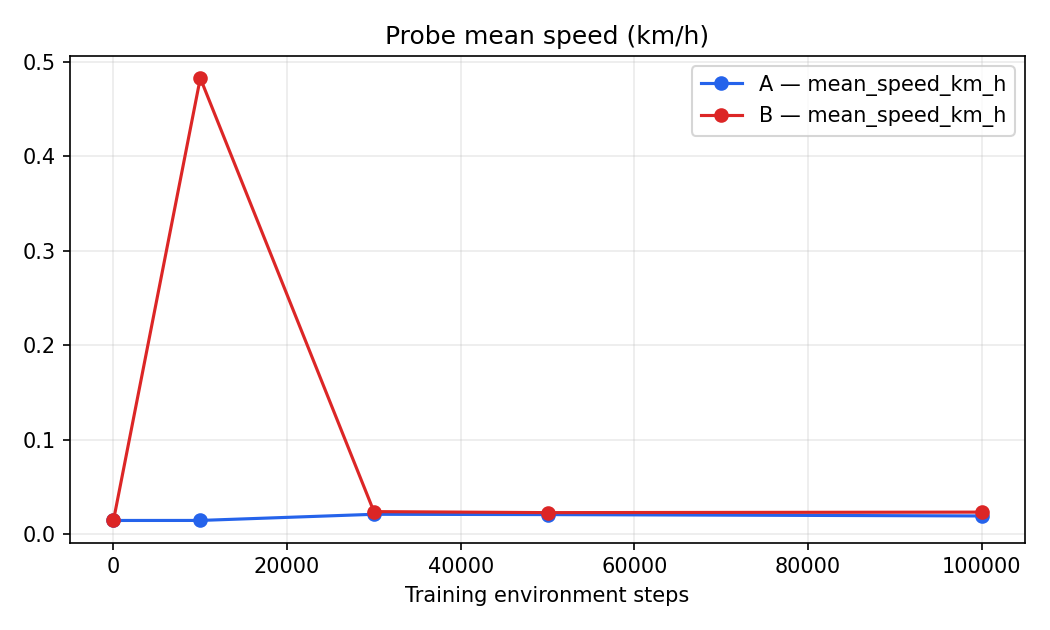 Probe mean speed (km/h)
A — mean_speed_km_h
B — mean_speed_km_h
0.5
0.4
0.3
0.2
0.1
0.0
0 20000 40000 60000 80000 100000
Training environment steps